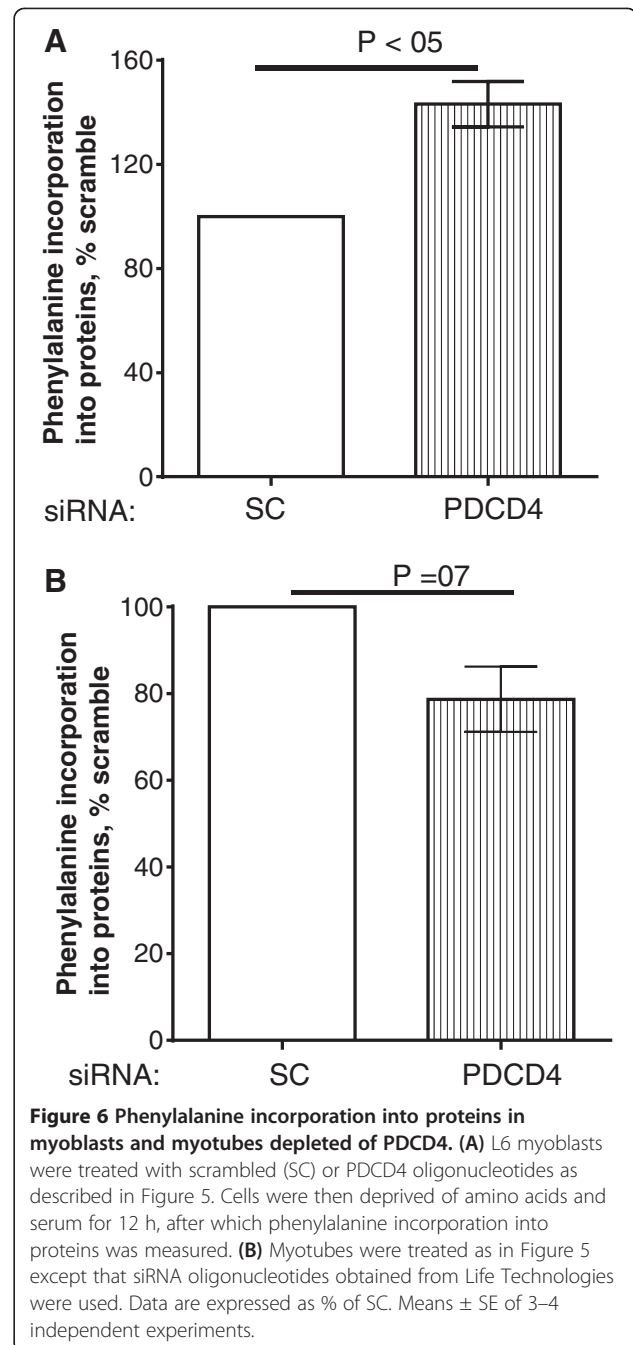 A
P < 05
Phenylalanine incorporation
into proteins, % scramble
160
120
80
40
0
siRNA:
SC
PDCD4
B
P =07
Phenylalanine incorporation
into proteins, % scramble
100
80
60
40
20
0
siRNA:
SC
PDCD4
Figure 6 Phenylalanine incorporation into proteins in
myoblasts and myotubes depleted of PDCD4. (A) L6 myoblasts
were treated with scrambled (SC) or PDCD4 oligonucleotides as
described in Figure 5. Cells were then deprived of amino acids and
serum for 12 h, after which phenylalanine incorporation into
proteins was measured. (B) Myotubes were treated as in Figure 5
except that siRNA oligonucleotides obtained from Life Technologies
were used. Data are expressed as % of SC. Means ± SE of 3–4
independent experiments.